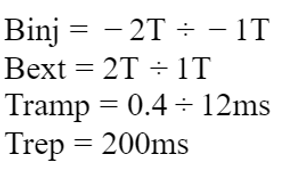 Binj = − 2T ÷ − 1T
Bext = 2T ÷ 1T
Tramp = 0.4 ÷ 12ms
Trep = 200ms